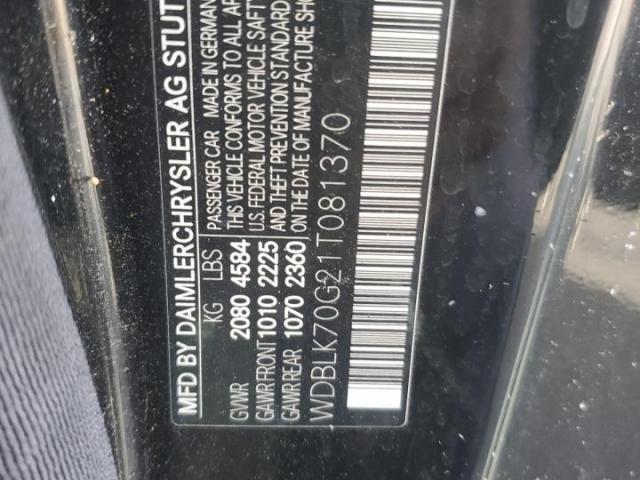 MFD BY DAIMLERCHRYSLER AG STUT
KG LBS
GVWR 2080 4584
GAWR FRONT 1010 2225
GAWR REAR 1070 2360
PASSENGER CAR MADE IN GERMAN
THIS VEHICLE CONFORMS TO ALL AP
U.S. FEDERAL MOTOR VEHICLE SAFETY
AND THEFT PREVENTION STANDARD
ON THE DATE OF MANUFACTURE SHOW
WDBLK70G21T081370